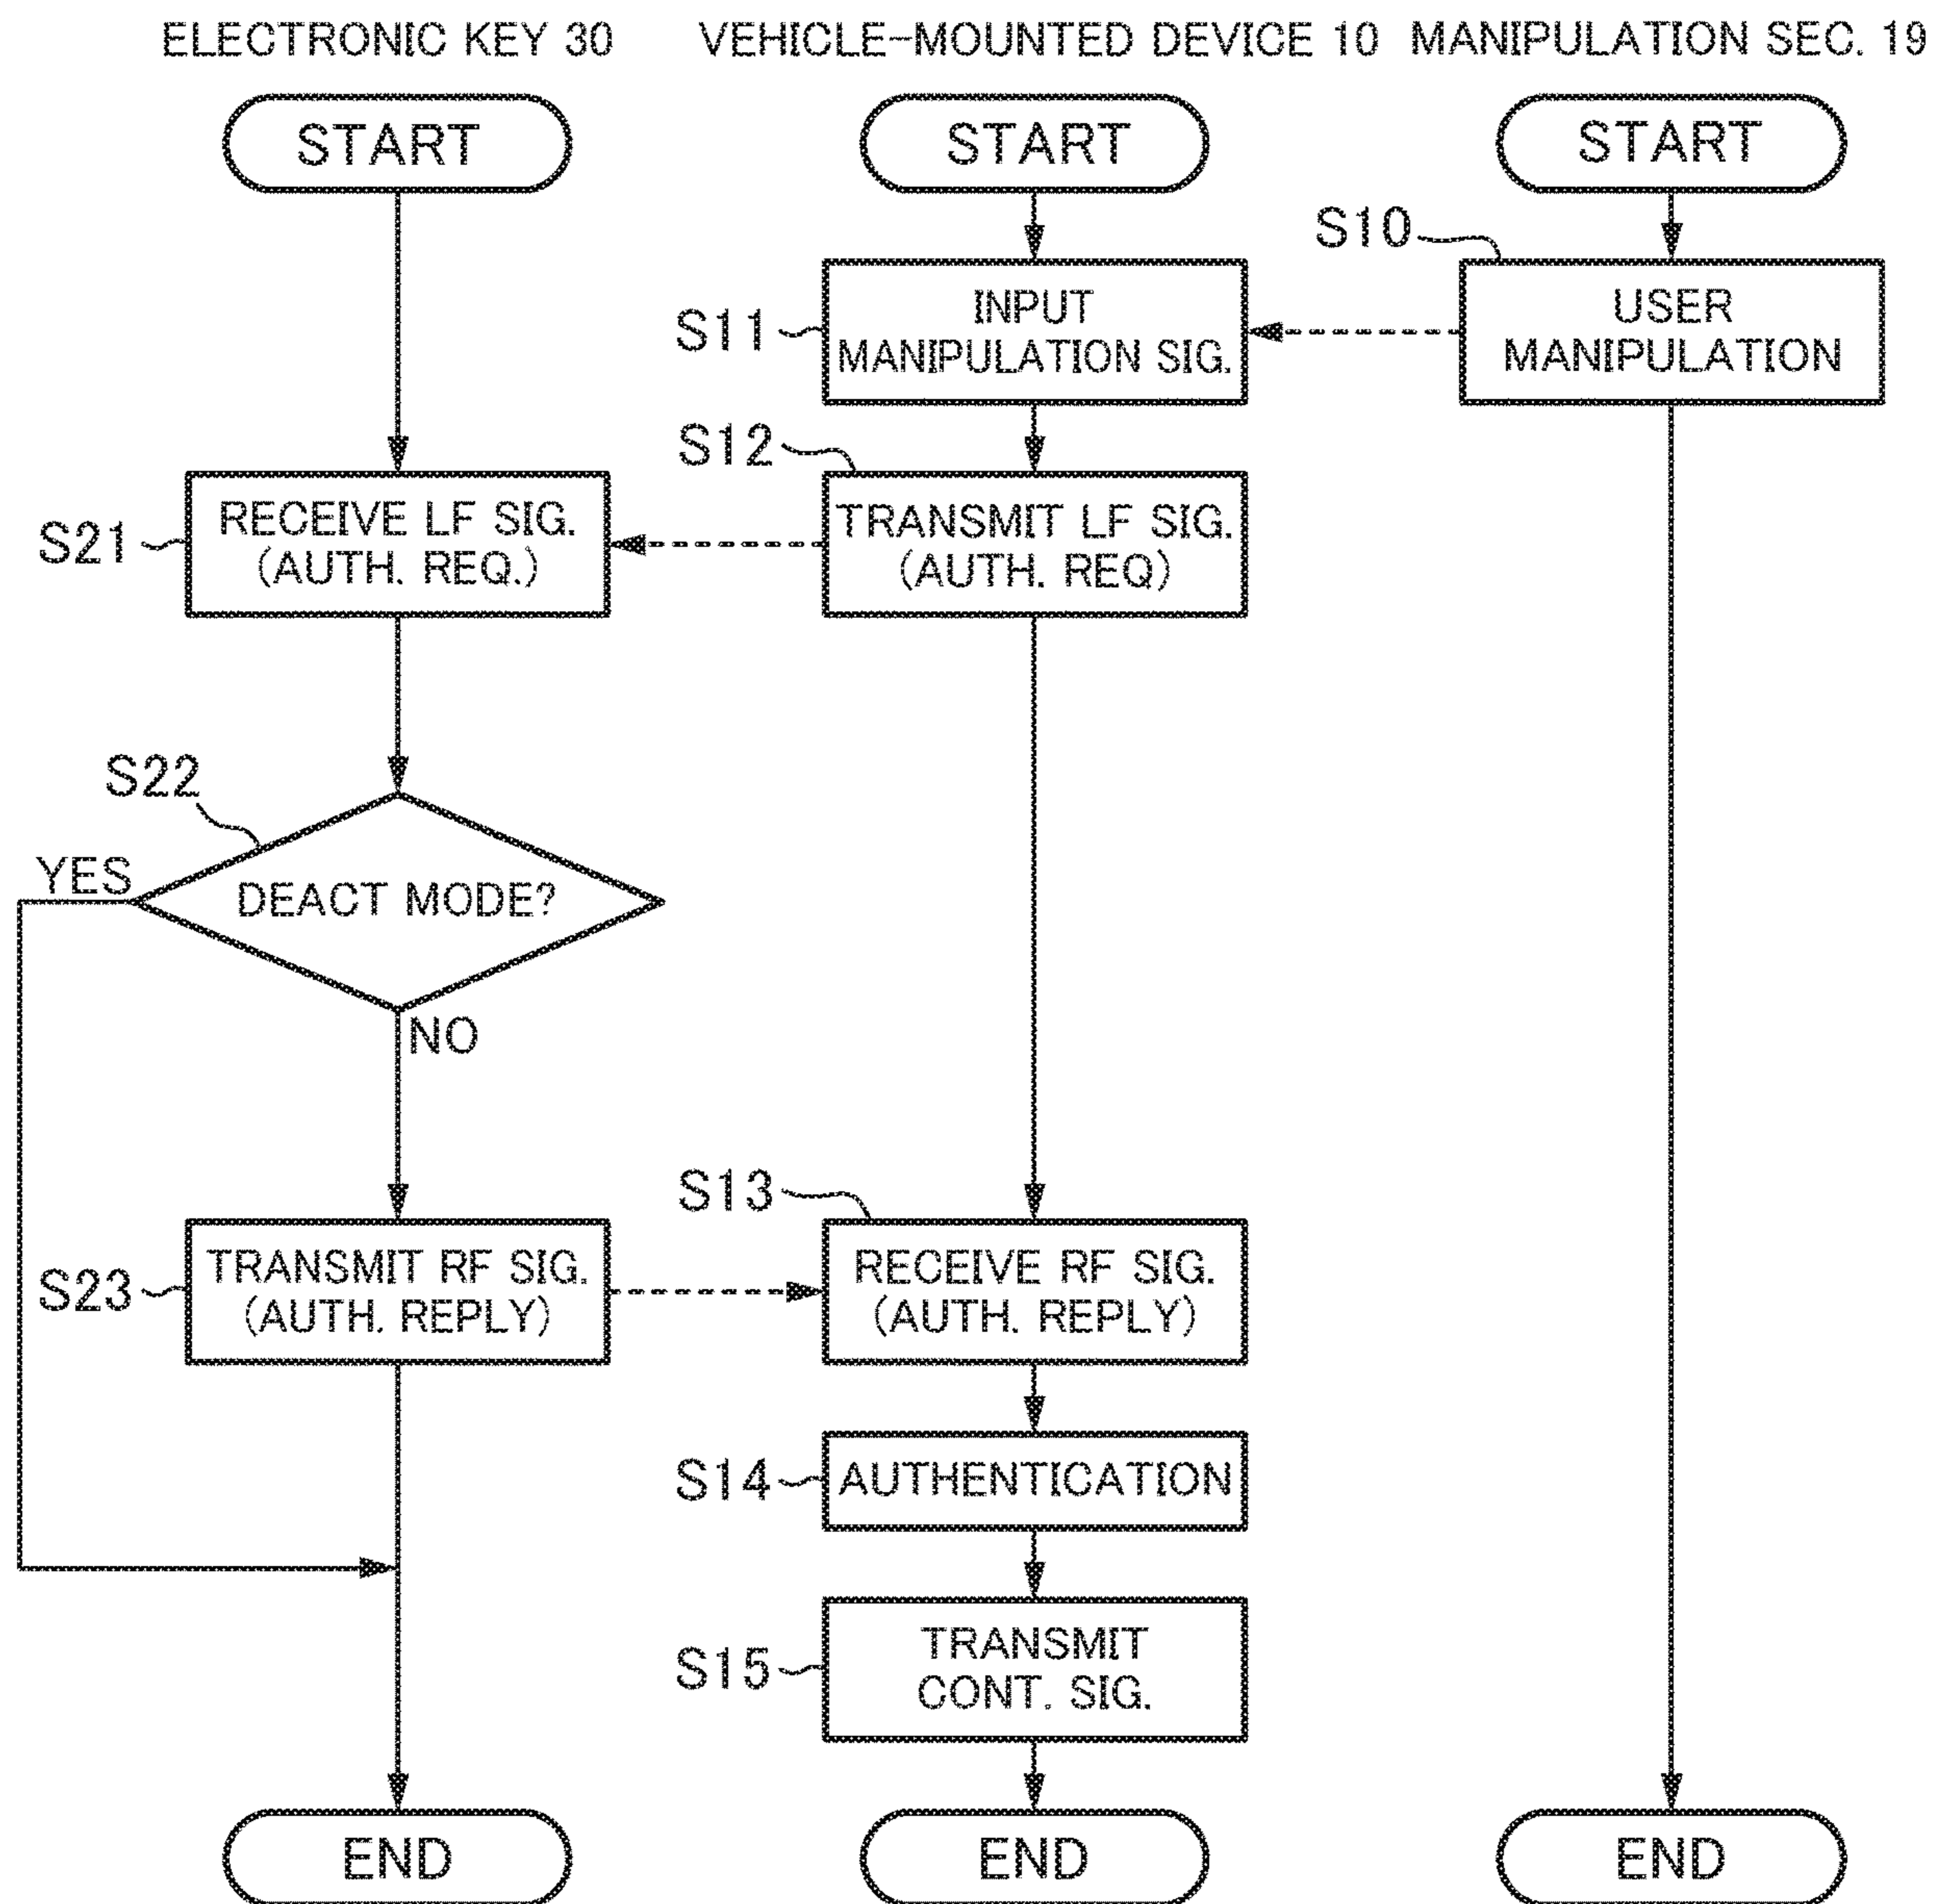 ELECTRONIC KEY 30 VEHICLE-MOUNTED DEVICE 10 MANIPULATION SEC. 19
START START START
S10
S11
INPUT
MANIPULATION SIG.
USER
MANIPULATION
S12
S21
RECEIVE LF SIG.
(AUTH. REQ.)
TRANSMIT LF SIG.
(AUTH. REQ)
S22
YES
DEACT MODE?
NO
S13
S23
TRANSMIT RF SIG.
(AUTH. REPLY)
RECEIVE RF SIG.
(AUTH. REPLY)
S14
AUTHENTICATION
S15
TRANSMIT
CONT. SIG.
END END END